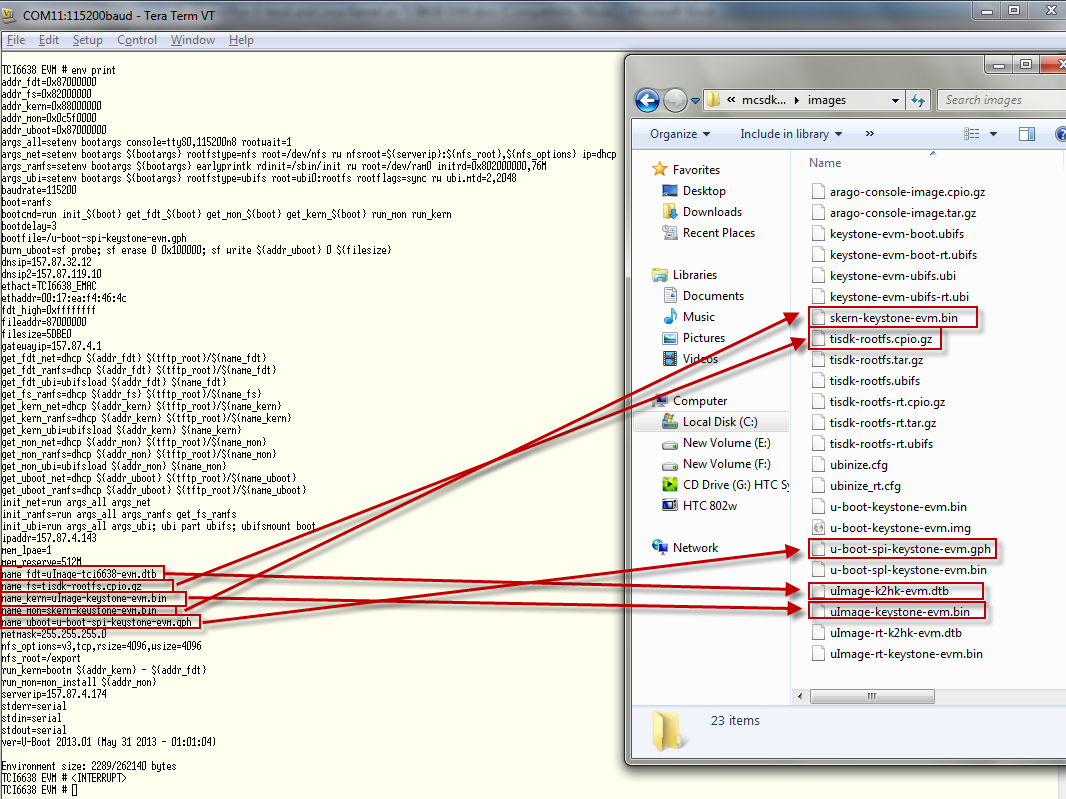 COM11:115200baud - Tera Term VT
File Edit Setup Control Window Help
TCI6638 EVM # env print
addr_fdt=0x87000000
addr_fs=0x82000000
addr_kern=0x88000000
addr_mon=0x0c5f0000
addr_uboot=0x87000000
args_all=setenv bootargs console=ttyS0,115200n8 rootwait=1
args_net=setenv bootargs ${bootargs} rootfstype=nfs root=/dev/nfs rw nfsroot=${serverip}:${nfs_root},${nfs_options} ip=dhcp
args_ramfs=setenv bootargs ${bootargs} earlyprintk rdinit=/sbin/init rw root=/dev/ram0 initrd=0x802000000,76M
args_ubi=setenv bootargs ${bootargs} rootfstype=ubifs root=ubi0:rootfs rootflags=sync rw ubi.mtd=2,2048
baudrate=115200
boot=ramfs
bootcmd=run init_${boot} get_fdt_${boot} get_mon_${boot} get_kern_${boot} run_mon run_kern
bootdelay=3
bootfile=/u-boot-spi-keystone-evm.gph
burn_uboot=sf probe; sf erase 0 0x100000; sf write ${addr_uboot} 0 ${filesize}
dnsip=157.87.32.12
dnsip2=157.87.119.10
ethact=TCI6638_EMAC
ethaddr=00:17:ea:f4:46:4c
fdt_high=0xffffffff
fileaddr=87000000
filesize=5DBE0
gatewayip=157.87.4.1
get_fdt_net=dhcp ${addr_fdt} ${tftp_root}/${name_fdt}
get_fdt_ramfs=dhcp ${addr_fdt} ${tftp_root}/${name_fdt}
get_fdt_ubi=ubifsload ${addr_fdt} ${name_fdt}
get_fs_ramfs=dhcp ${addr_fs} ${tftp_root}/${name_fs}
get_kern_net=dhcp ${addr_kern} ${tftp_root}/${name_kern}
get_kern_ramfs=dhcp ${addr_kern} ${tftp_root}/${name_kern}
get_kern_ubi=ubifsload ${addr_kern} ${name_kern}
get_mon_net=dhcp ${addr_mon} ${tftp_root}/${name_mon}
get_mon_ramfs=dhcp ${addr_mon} ${tftp_root}/${name_mon}
get_mon_ubi=ubifsload ${addr_mon} ${name_mon}
get_uboot_net=dhcp ${addr_uboot} ${tftp_root}/${name_uboot}
get_uboot_ramfs=dhcp ${addr_uboot} ${tftp_root}/${name_uboot}
init_net=run args_all args_net
init_ramfs=run args_all args_ramfs get_fs_ramfs
init_ubi=run args_all args_ubi; ubi part ubifs; ubifsmount boot
ipaddr=157.87.4.143
mem_lpae=1
mem_reserve=512M
name_fdt=uImage-tci6638-evm.dtb
name_fs=tisdk-rootfs.cpio.gz
name_kern=uImage-keystone-evm.bin
name_mon=skern-keystone-evm.bin
name_uboot=u-boot-spi-keystone-evm.gph
netmask=255.255.255.0
nfs_options=v3,tcp,rsize=4096,wsize=4096
nfs_root=/export
run_kern=bootm ${addr_kern} - ${addr_fdt}
run_mon=mon_install ${addr_mon}
serverip=157.87.4.174
stderr=serial
stdin=serial
stdout=serial
ver=U-Boot 2013.01 (May 31 2013 - 01:01:04)
Environment size: 2289/262140 bytes
TCI6638 EVM # <INTERRUPT>
TCI6638 EVM #
« mcsdk... images
Search images
Organize Include in library »
Favorites
Desktop
Downloads
Recent Places
Libraries
Documents
Music
Pictures
Videos
Computer
Local Disk (C:)
New Volume (E:)
New Volume (F:)
CD Drive (G:) HTC Sy
HTC 802w
Network
Name
arago-console-image.cpio.gz
arago-console-image.tar.gz
keystone-evm-boot.ubifs
keystone-evm-boot-rt.ubifs
keystone-evm-ubifs.ubi
keystone-evm-ubifs-rt.ubi
skern-keystone-evm.bin
tisdk-rootfs.cpio.gz
tisdk-rootfs.tar.gz
tisdk-rootfs.ubifs
tisdk-rootfs-rt.cpio.gz
tisdk-rootfs-rt.tar.gz
tisdk-rootfs-rt.ubifs
ubinize.cfg
ubinize_rt.cfg
u-boot-keystone-evm.bin
u-boot-keystone-evm.img
u-boot-spi-keystone-evm.gph
u-boot-spl-keystone-evm.bin
uImage-k2hk-evm.dtb
uImage-keystone-evm.bin
uImage-rt-k2hk-evm.dtb
uImage-rt-keystone-evm.bin
23 items